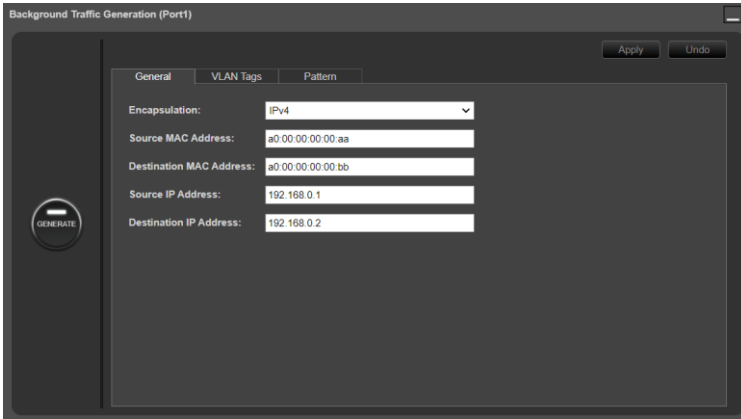 Background Traffic Generation (Port1)
Apply Undo
General VLAN Tags Pattern
Encapsulation: IPv4
Source MAC Address: a0:00:00:00:00:aa
Destination MAC Address: a0:00:00:00:00:bb
Source IP Address: 192.168.0.1
GENERATE
Destination IP Address: 192.168.0.2